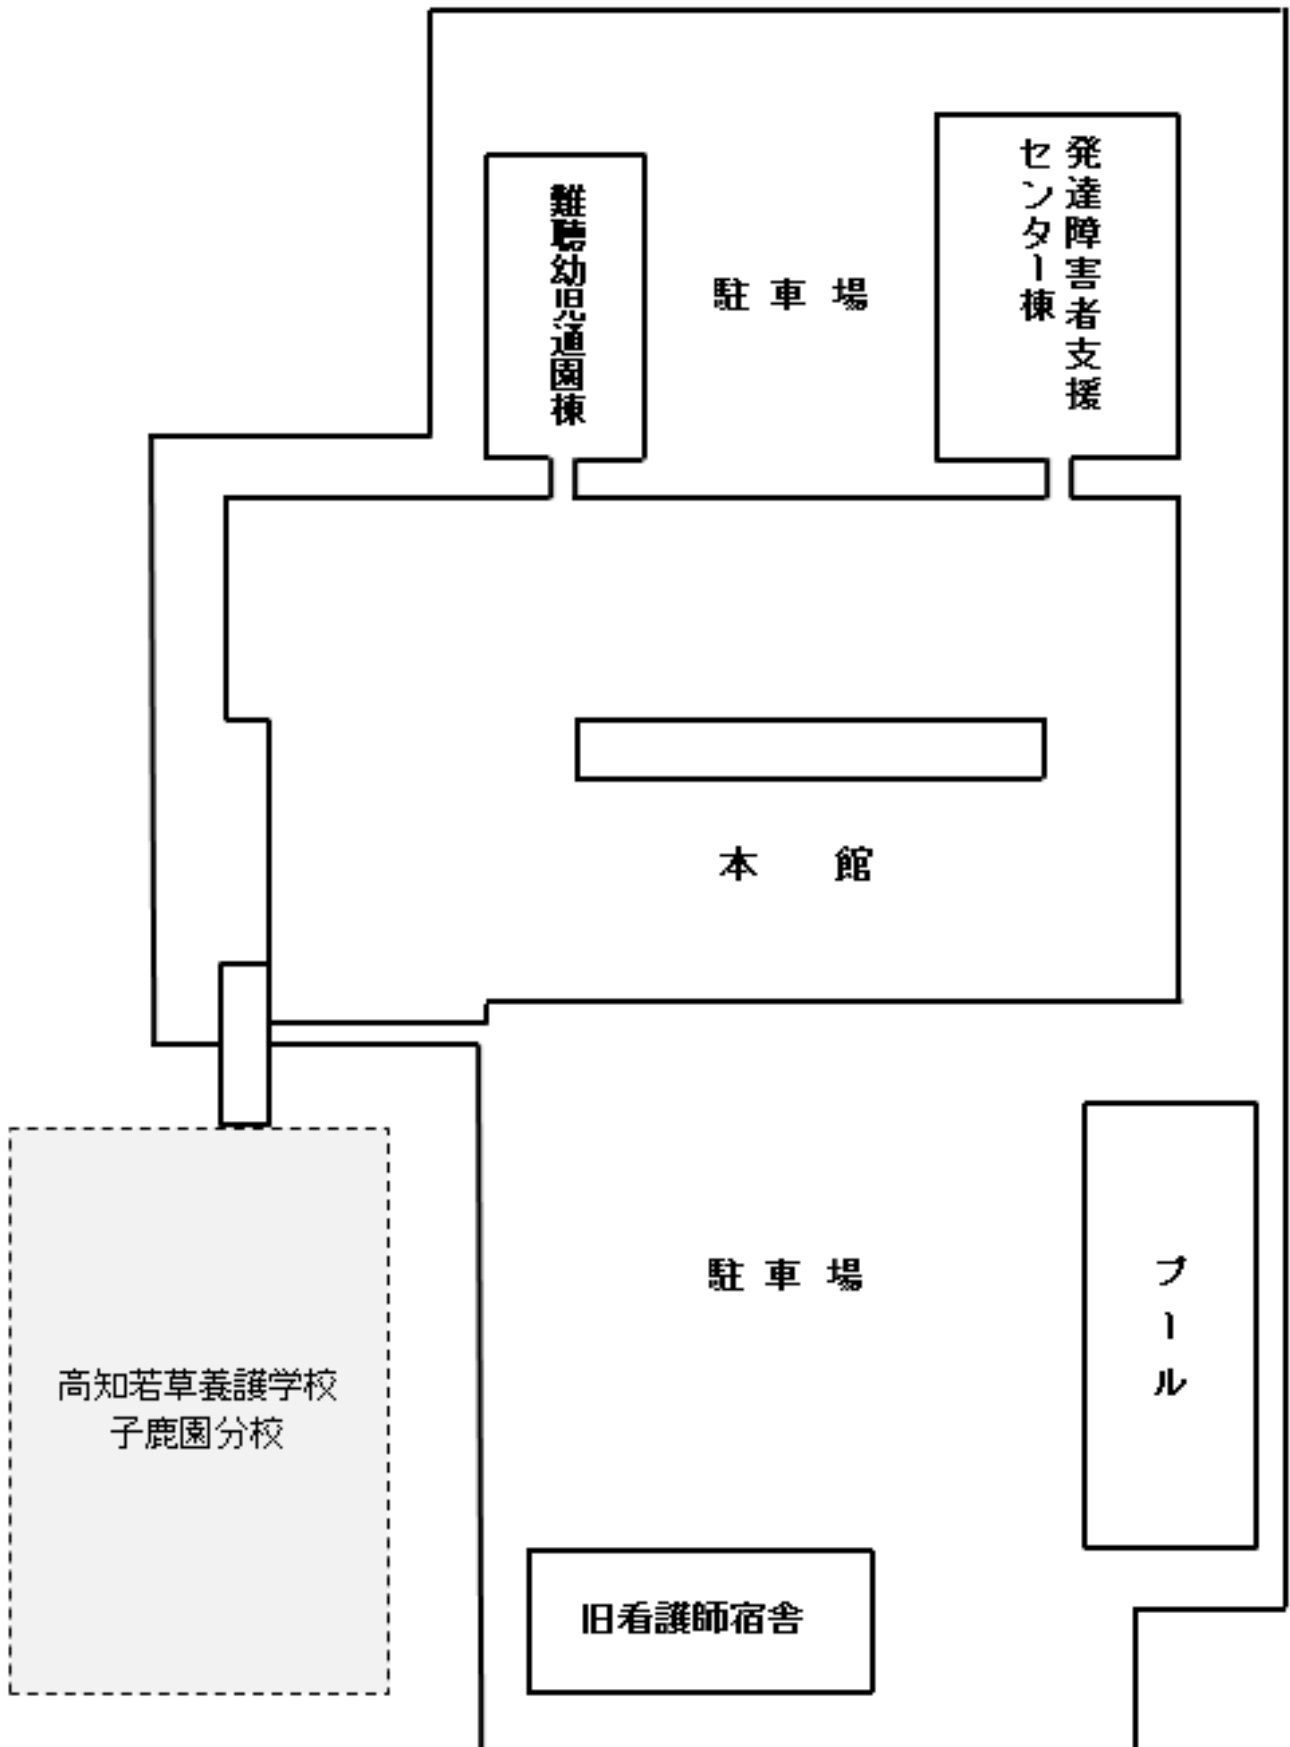 難聴幼児通園棟
駐車場
発達障害者支援
センター棟
本館
駐車場
プール
高知若草養護学校
子鹿園分校
旧看護師宿舎